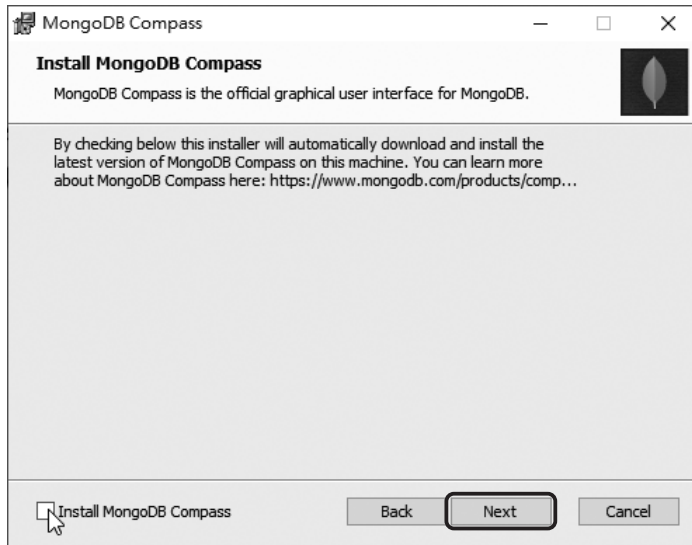 MongoDB Compass
Install MongoDB Compass
MongoDB Compass is the official graphical user interface for MongoDB.
By checking below this installer will automatically download and install the
latest version of MongoDB Compass on this machine. You can learn more
about MongoDB Compass here: https://www.mongodb.com/products/comp...
Install MongoDB Compass
Back
Next
Cancel